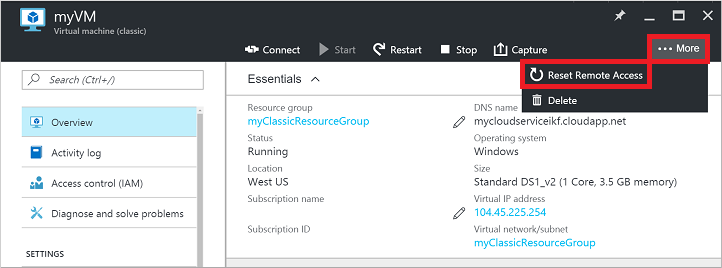 myVM
Virtual machine (classic)
Connect Start Restart Stop Capture ... More
Reset Remote Access
Delete
Search (Ctrl+/)
Overview
Activity log
Access control (IAM)
Diagnose and solve problems
SETTINGS
Essentials
Resource group
myClassicResourceGroup
Status
Running
Location
West US
Subscription name
Subscription ID
DNS name
mycloudserviceikf.cloudapp.net
Operating system
Windows
Size
Standard DS1_v2 (1 Core, 3.5 GB memory)
Virtual IP address
104.45.225.254
Virtual network/subnet
myClassicResourceGroup